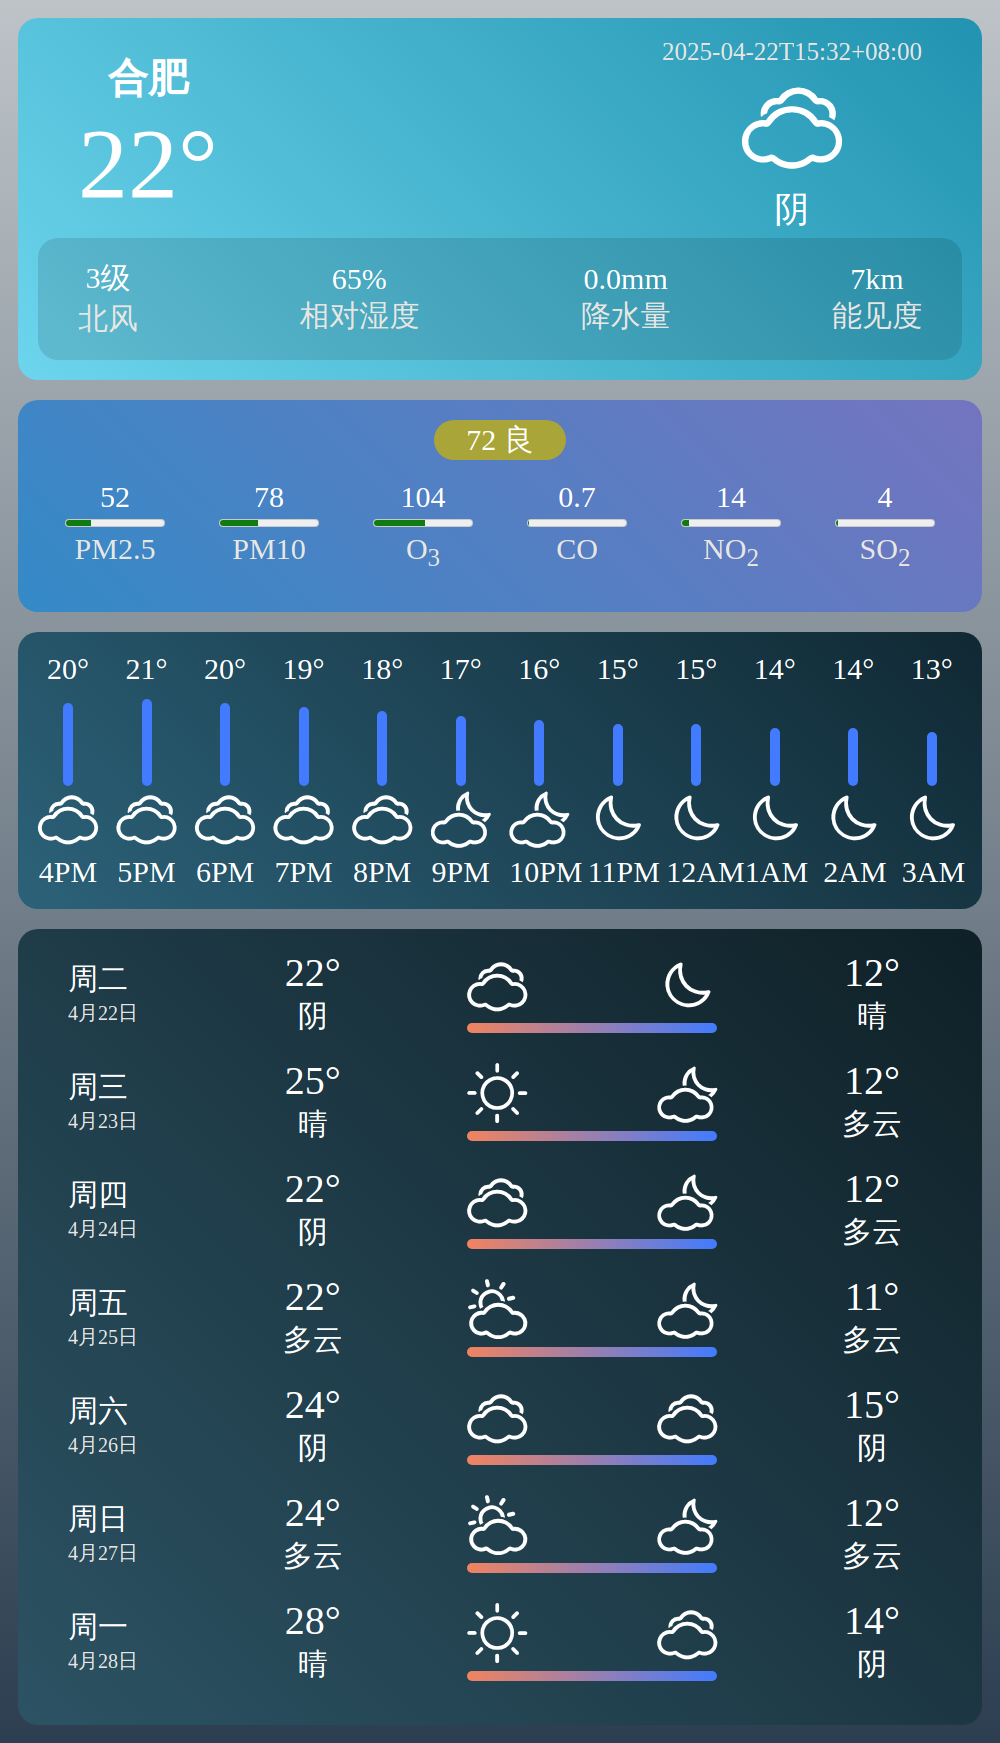 合肥
22°
2025-04-22T15:32+08:00
阴
3级 65% 0.0mm 7km
北风 相对湿度 降水量 能见度
72 良
52 78 104 0.7 14 4
PM2.5 PM10 O3 CO NO2 SO2
20° 21° 20° 19° 18° 17° 16° 15° 15° 14° 14° 13°
4PM 5PM 6PM 7PM 8PM 9PM 10PM 11PM 12AM 1AM 2AM 3AM
周二 22° 12°
4月22日 阴 晴
周三 25° 12°
4月23日 晴 多云
周四 22° 12°
4月24日 阴 多云
周五 22° 11°
4月25日 多云 多云
周六 24° 15°
4月26日 阴 阴
周日 24° 12°
4月27日 多云 多云
周一 28° 14°
4月28日 晴 阴